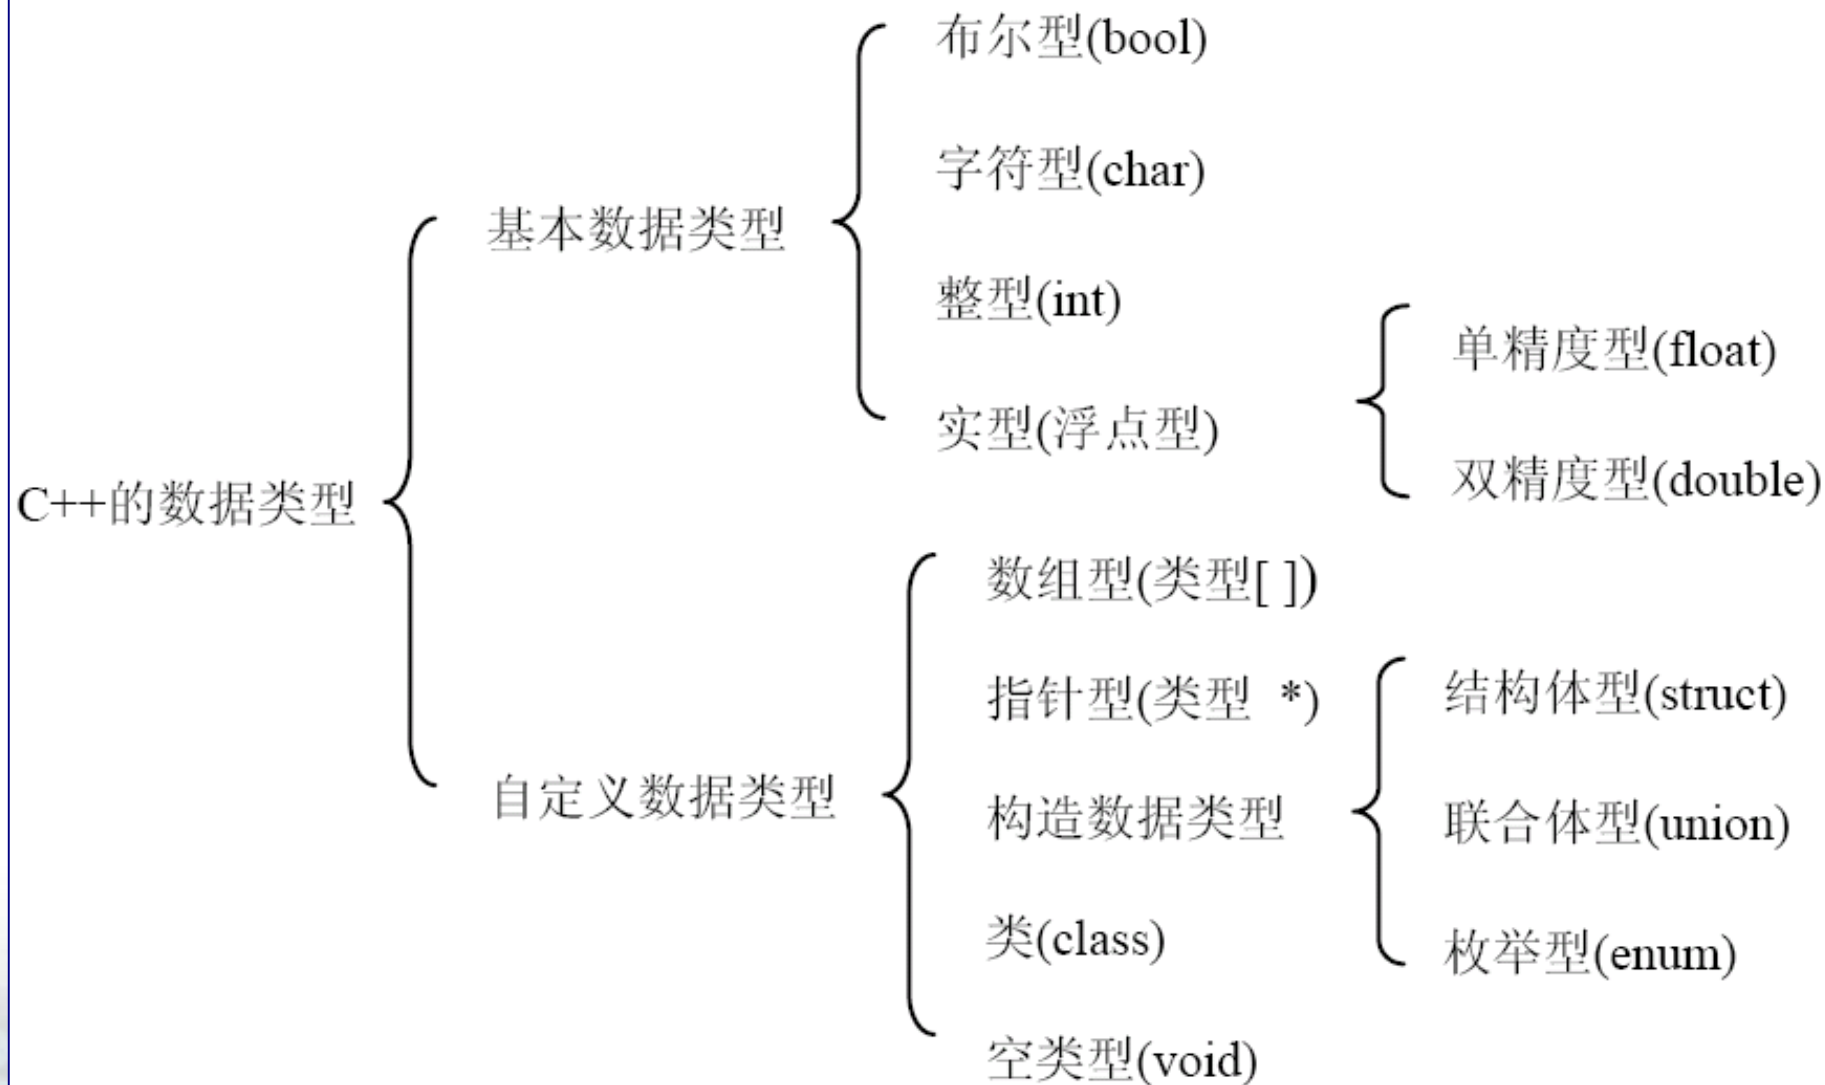 C++的数据类型
基本数据类型
布尔型(bool)
字符型(char)
整型(int)
实型(浮点型)
单精度型(float)
双精度型(double)
自定义数据类型
数组型(类型[ ])
指针型(类型 *)
构造数据类型
结构体型(struct)
联合体型(union)
枚举型(enum)
类(class)
空类型(void)